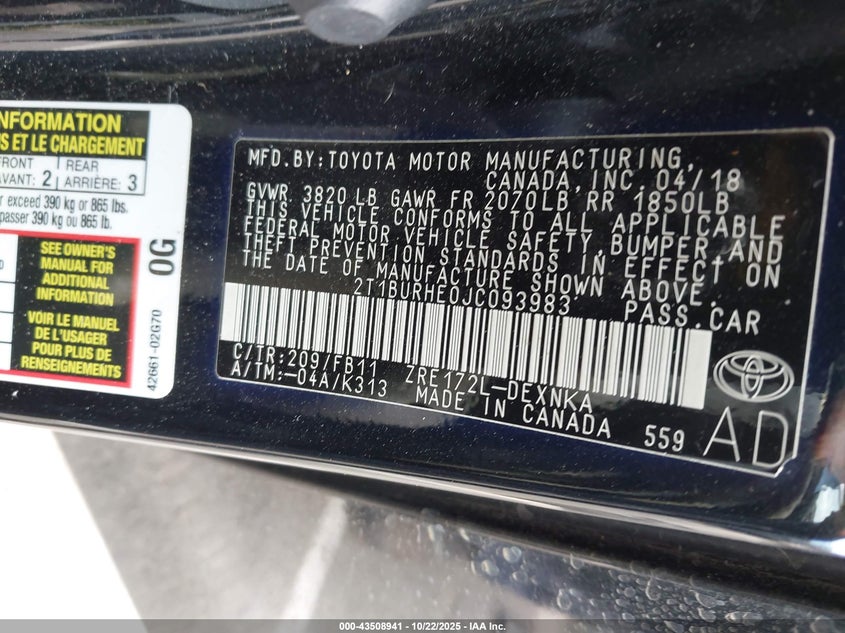 INFORMATION
S ET LE CHARGEMENT
FRONT
AVANT: 2
REAR
ARRIÈRE: 3
exceed 390 kg or 865 lbs.
passer 390 kg ou 865 lb.
SEE OWNER'S
MANUAL FOR
ADDITIONAL
INFORMATION
VOIR LE MANUEL
DE L'USAGER
POUR PLUS DE
RENSEIGNEMENTS
0G
42661-02G70
MFD.BY:TOYOTA MOTOR MANUFACTURING,
CANADA, INC. 04/18
GVWR 3820 LB GAWR FR 2070LB RR 1850LB
THIS VEHICLE CONFORMS TO ALL APPLICABLE
FEDERAL MOTOR VEHICLE SAFETY, BUMPER, AND
THEFT PREVENTION STANDARDS IN EFFECT ON
THE DATE OF MANUFACTURE SHOWN ABOVE.
2T1BURHE0JC093983 PASS.CAR
C/TR:209/FB11 ZRE172L-DEXNKA
A/TM:-04A/K313 MADE IN CANADA 559
AD
000-43508941 | 10/22/2025 - IAA Inc.